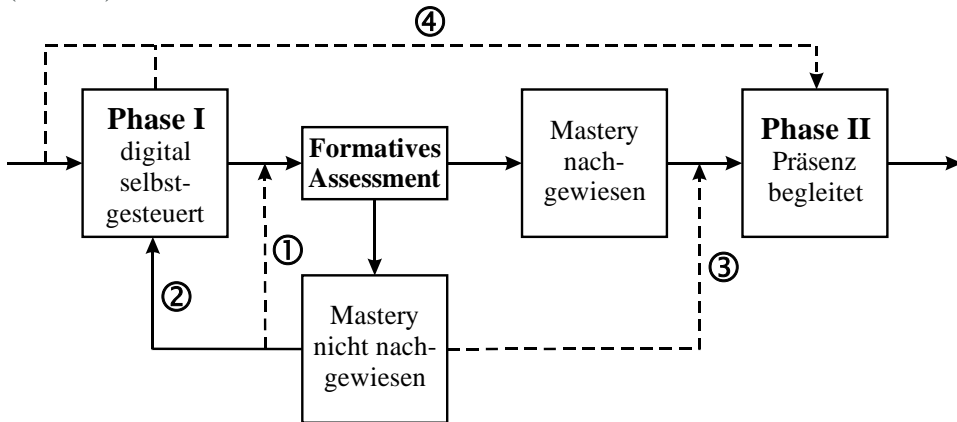 ④
Phase I
digital
selbst-
gesteuert
Formatives
Assessment
Mastery
nach-
gewiesen
Phase II
Präsenz
begleitet
①
②
③
Mastery
nicht nach-
gewiesen